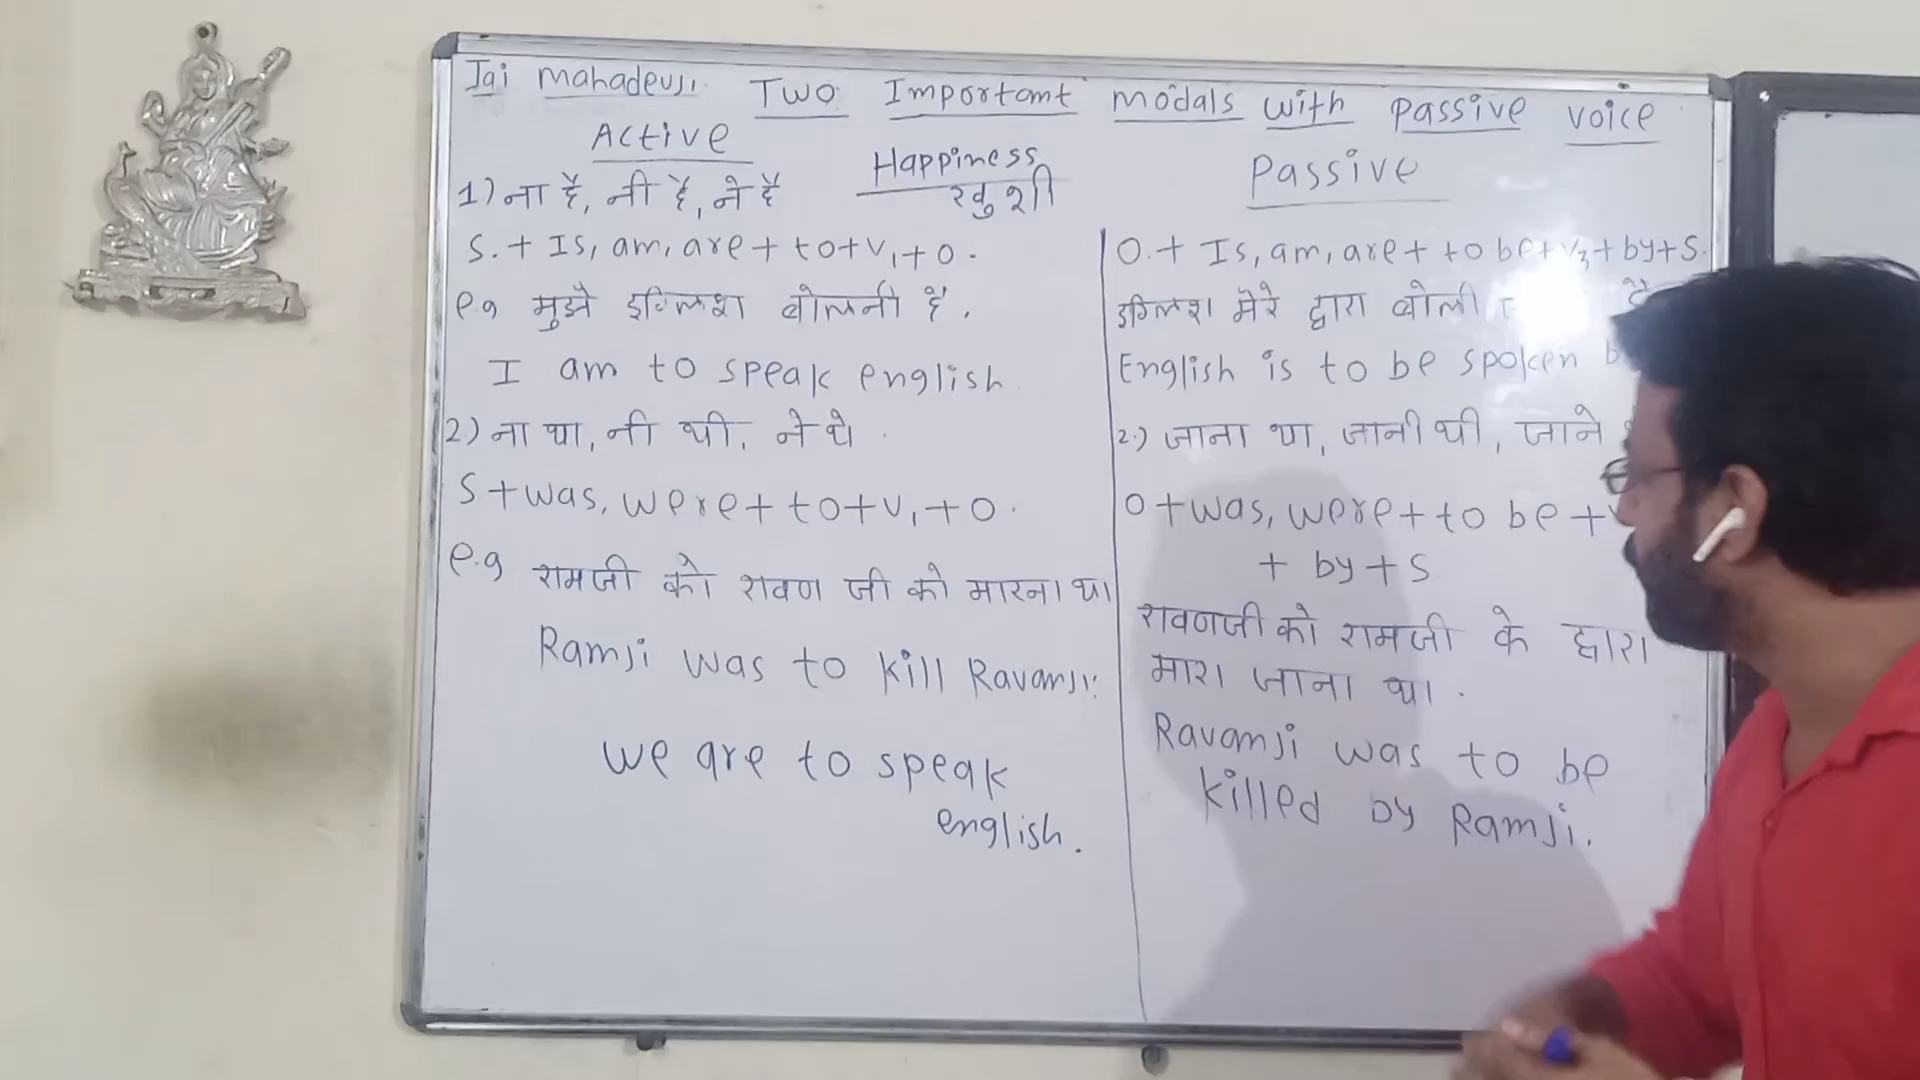 Jai mahadevji. Two Important modals with passive voice
Active
Happiness
खुशी
Passive
1) ना है, नी है, ने है
S. + Is, am, are + to + V1 + O.
e.g मुझे इंग्लिश बोलनी है.
I am to speak english
2) ना था, नी थी, ने थे
S + was, were + to + V1 + O.
e.g रामजी को रावण जी को मारना था
Ramji was to kill Ravanji.
we are to speak
english.
O. + Is, am, are + to be + V3 + by + S.
इंग्लिश मेरे द्वारा बोली
English is to be spoken
2.) जाना था, जानी थी, जाने
O + was, were + to be +
+ by + S
रावणजी को रामजी के द्वारा
मारा जाना था.
Ravanji was to be
killed by Ramji.